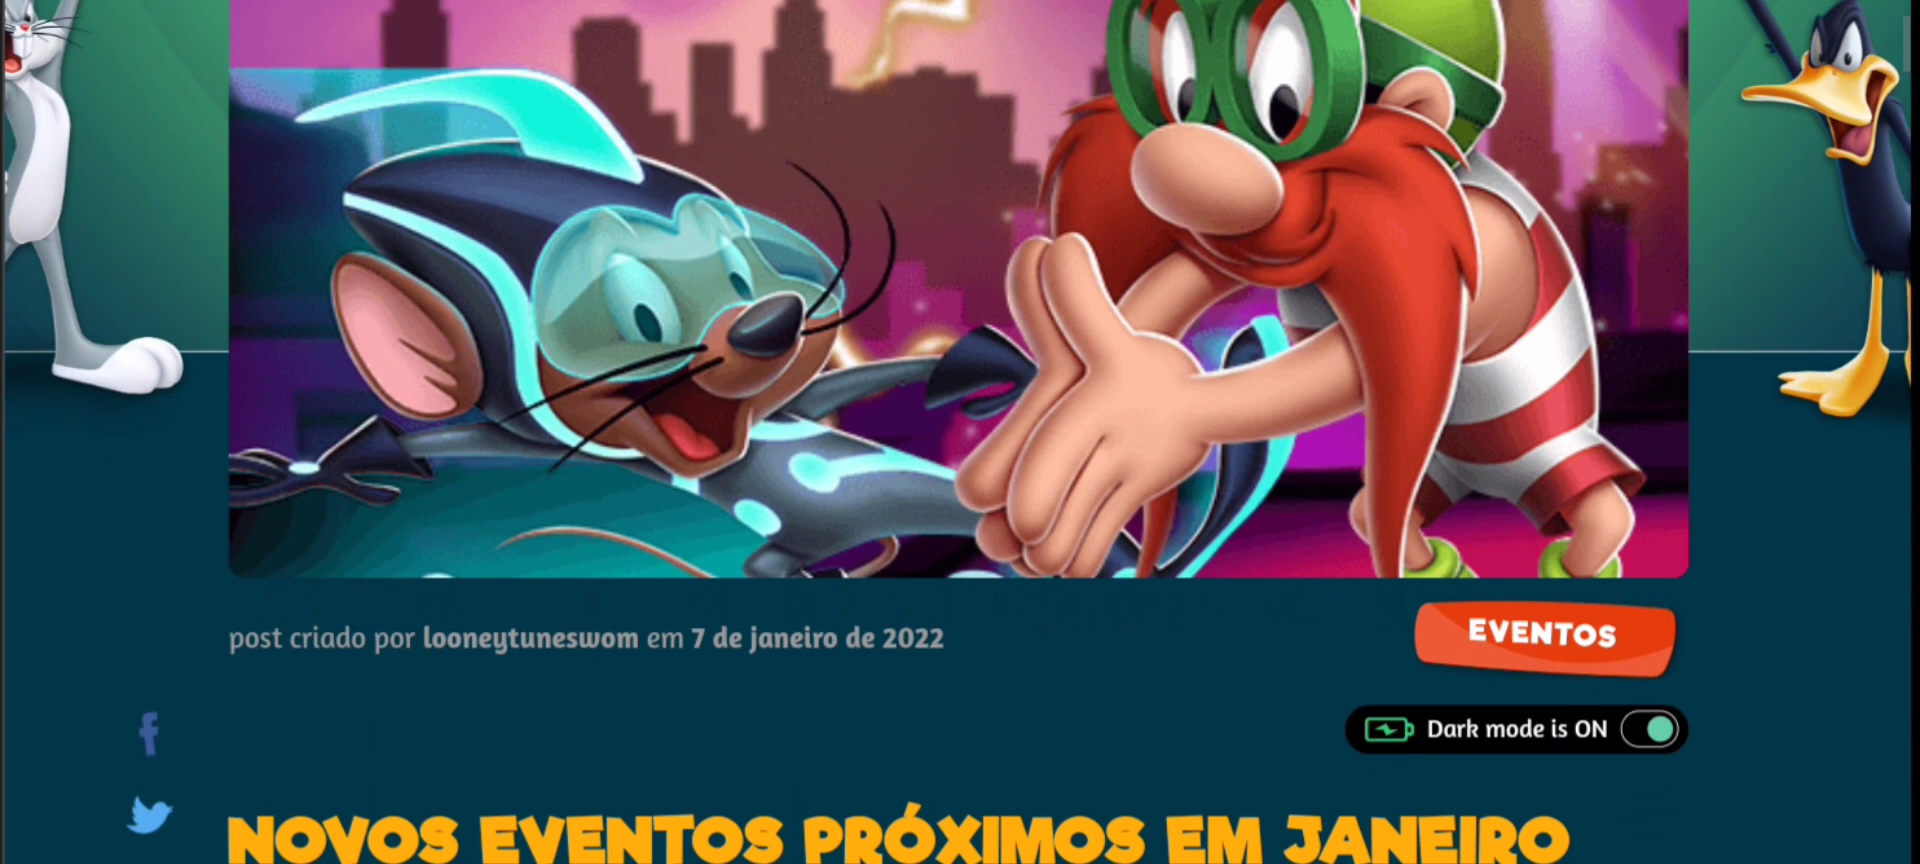 post criado por looneytuneswom em 7 de janeiro de 2022
EVENTOS
Dark mode is ON
NOVOS EVENTOS PRÓXIMOS EM JANEIRO